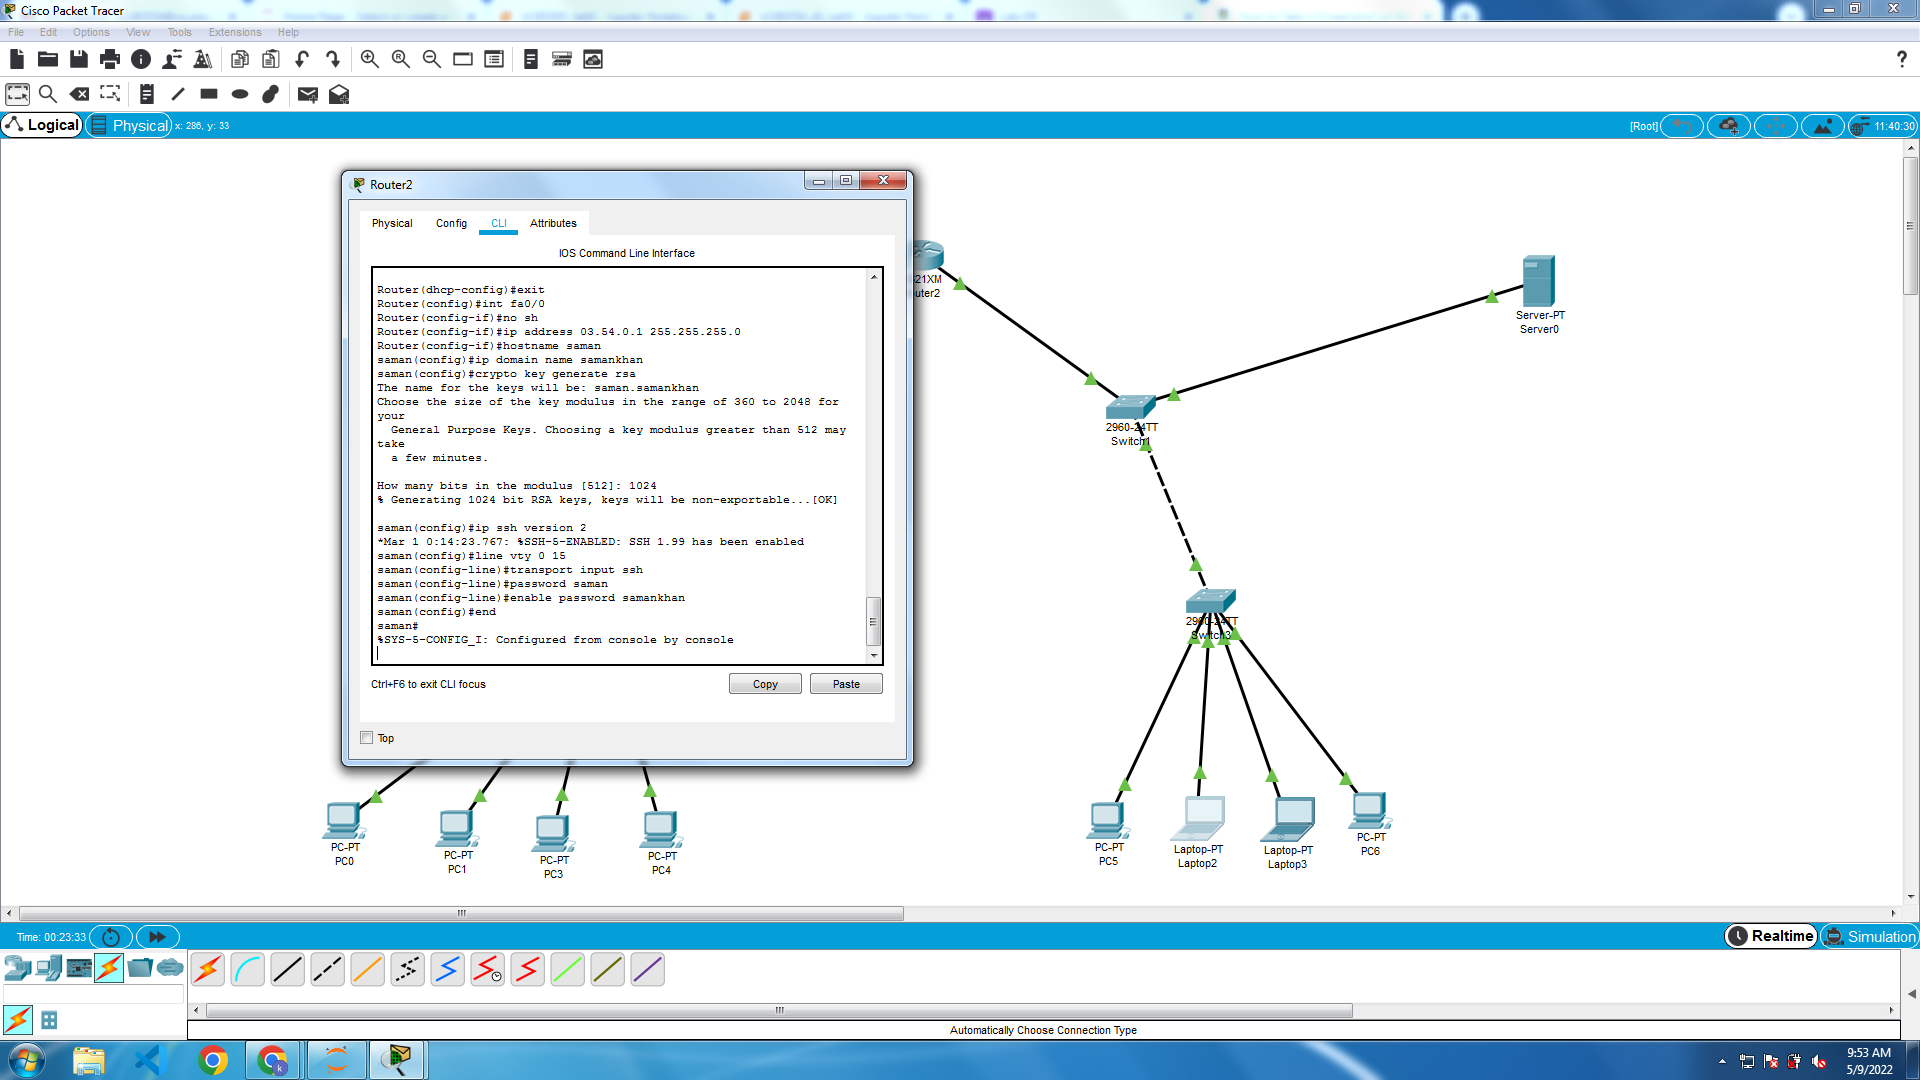 Cisco Packet Tracer
File Edit Options View Tools Extensions Help
?
Logical Physical x: 286, y: 33
[Root] 11:40:30
Router2
Physical Config CLI Attributes
IOS Command Line Interface
Router(dhcp-config)#exit
Router(config)#int fa0/0
Router(config-if)#no sh
Router(config-if)#ip address 03.54.0.1 255.255.255.0
Router(config-if)#hostname saman
saman(config)#ip domain name samankhan
saman(config)#crypto key generate rsa
The name for the keys will be: saman.samankhan
Choose the size of the key modulus in the range of 360 to 2048 for
your
General Purpose Keys. Choosing a key modulus greater than 512 may
take
a few minutes.
How many bits in the modulus [512]: 1024
% Generating 1024 bit RSA keys, keys will be non-exportable...[OK]
saman(config)#ip ssh version 2
*Mar 1 0:14:23.767: %SSH-5-ENABLED: SSH 1.99 has been enabled
saman(config)#line vty 0 15
saman(config-line)#transport input ssh
saman(config-line)#password saman
saman(config-line)#enable password samankhan
saman(config)#end
saman#
%SYS-5-CONFIG_I: Configured from console by console
Ctrl+F6 to exit CLI focus
Copy Paste
Top
21XM
uter2
Server-PT
Server0
2960-24TT
Switch1
2960-24TT
Switch3
PC-PT
PC0
PC-PT
PC1
PC-PT
PC3
PC-PT
PC4
PC-PT
PC5
Laptop-PT
Laptop2
Laptop-PT
Laptop3
PC-PT
PC6
Time: 00:23:33
Realtime Simulation
Automatically Choose Connection Type
9:53 AM
5/9/2022